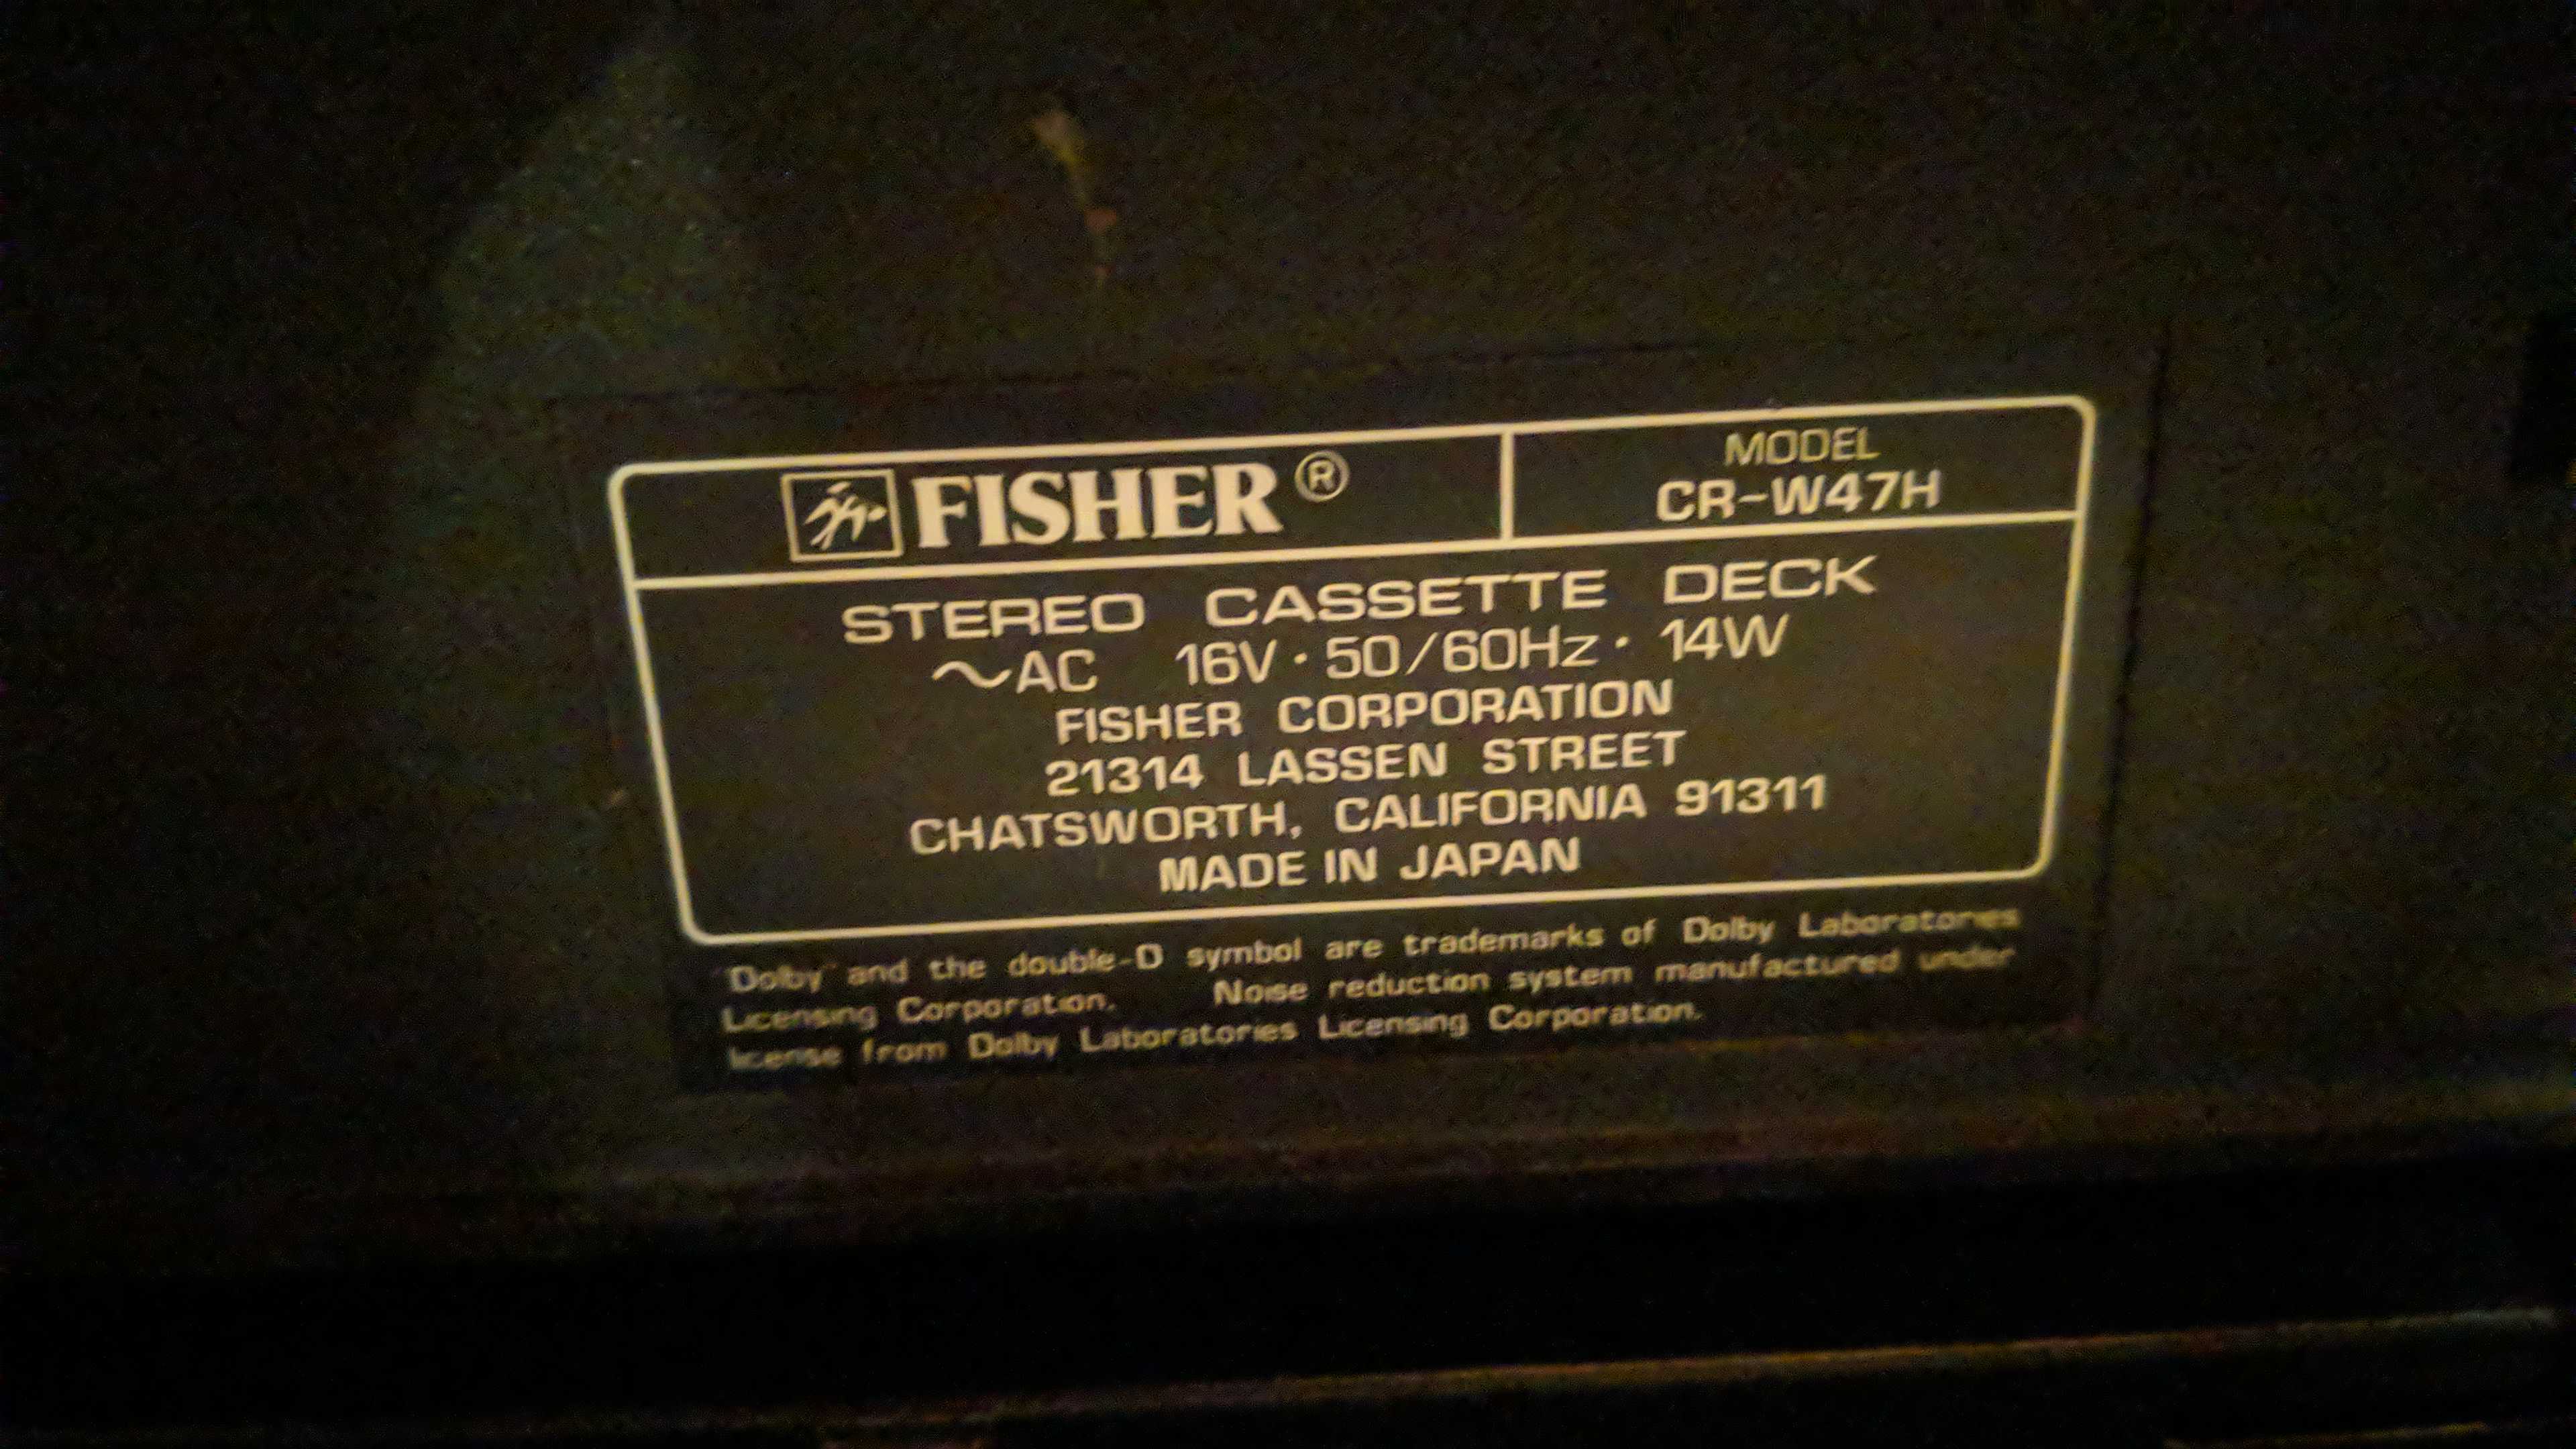 FISHER®
MODEL
CR-W47H
STEREO CASSETTE DECK
~AC 16V · 50/60Hz · 14W
FISHER CORPORATION
21314 LASSEN STREET
CHATSWORTH, CALIFORNIA 91311
MADE IN JAPAN
"Dolby" and the double-D symbol are trademarks of Dolby Laboratories
Licensing Corporation. Noise reduction system manufactured under
license from Dolby Laboratories Licensing Corporation.